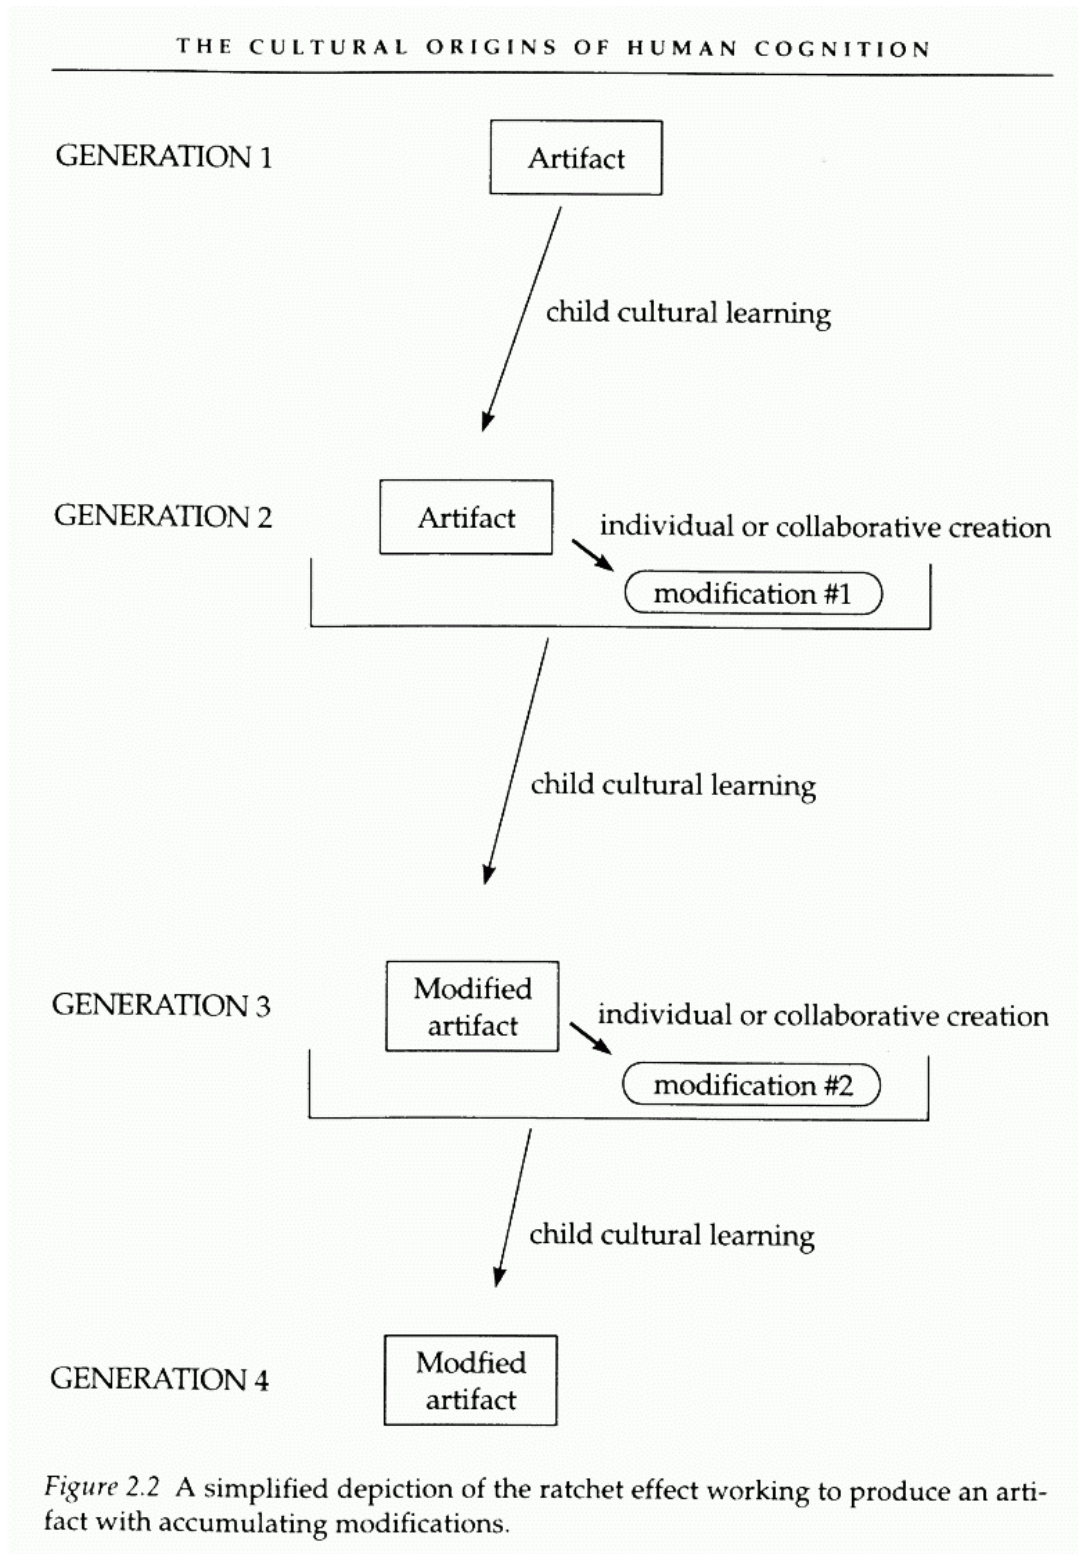 THE CULTURAL ORIGINS OF HUMAN COGNITION
GENERATION 1
Artifact
child cultural learning
GENERATION 2
Artifact
individual or collaborative creation
modification #1
child cultural learning
GENERATION 3
Modified
artifact
individual or collaborative creation
modification #2
child cultural learning
GENERATION 4
Modfied
artifact
Figure 2.2 A simplified depiction of the ratchet effect working to produce an arti-
fact with accumulating modifications.